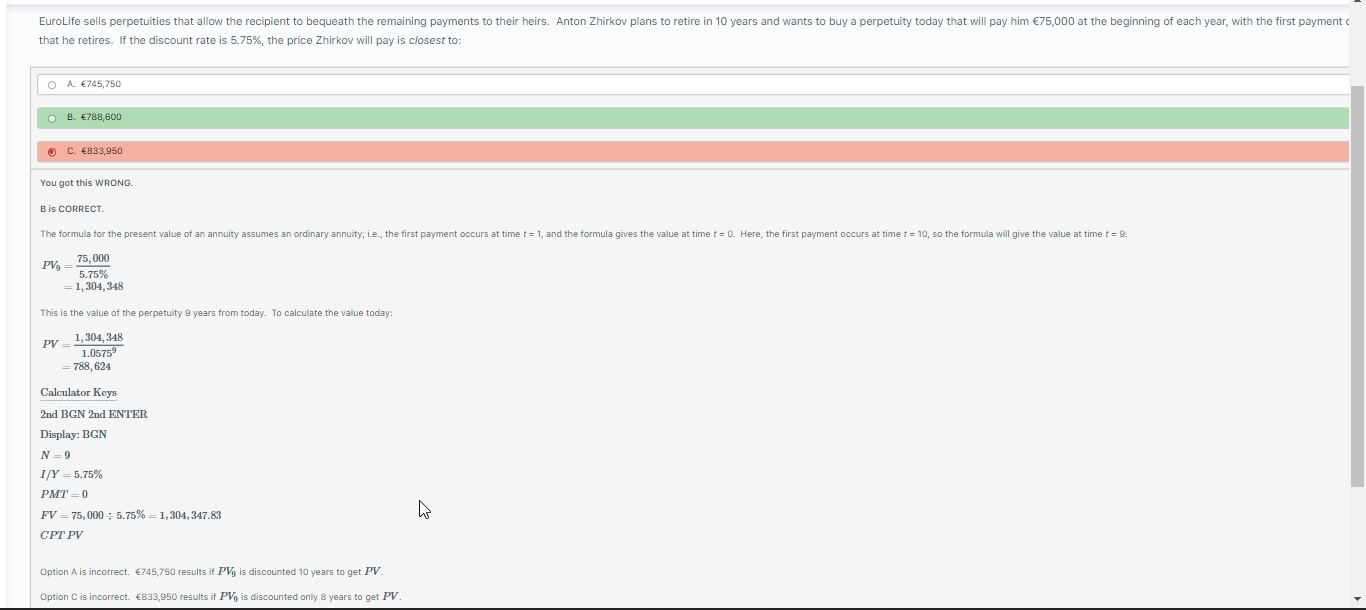 EuroLife sells perpetuities that allow the recipient to bequeath the remaining payments to their heirs. Anton Zhirkov plans to retire in 10 years and wants to buy a perpetuity today that will pay him €75,000 at the beginning of each year, with the first payment
that he retires. If the discount rate is 5.75%, the price Zhirkov will pay is closest to:
A. €745,750
B. €788,600
C. €833,950
You got this WRONG.
B is CORRECT.
The formula for the present value of an annuity assumes an ordinary annuity; i.e., the first payment occurs at time t = 1, and the formula gives the value at time t = 0. Here, the first payment occurs at time t = 10, so the formula will give the value at time t = 9:
PV₉ = 75,000 / 5.75%
= 1,304,348
This is the value of the perpetuity 9 years from today. To calculate the value today:
PV = 1,304,348 / 1.0575⁹
= 788,624
Calculator Keys
2nd BGN 2nd ENTER
Display: BGN
N = 9
I/Y = 5.75%
PMT = 0
FV = 75,000 ÷ 5.75% = 1,304,347.83
CPT PV
Option A is incorrect. €745,750 results if PV₉ is discounted 10 years to get PV.
Option C is incorrect. €833,950 results if PV₉ is discounted only 8 years to get PV.